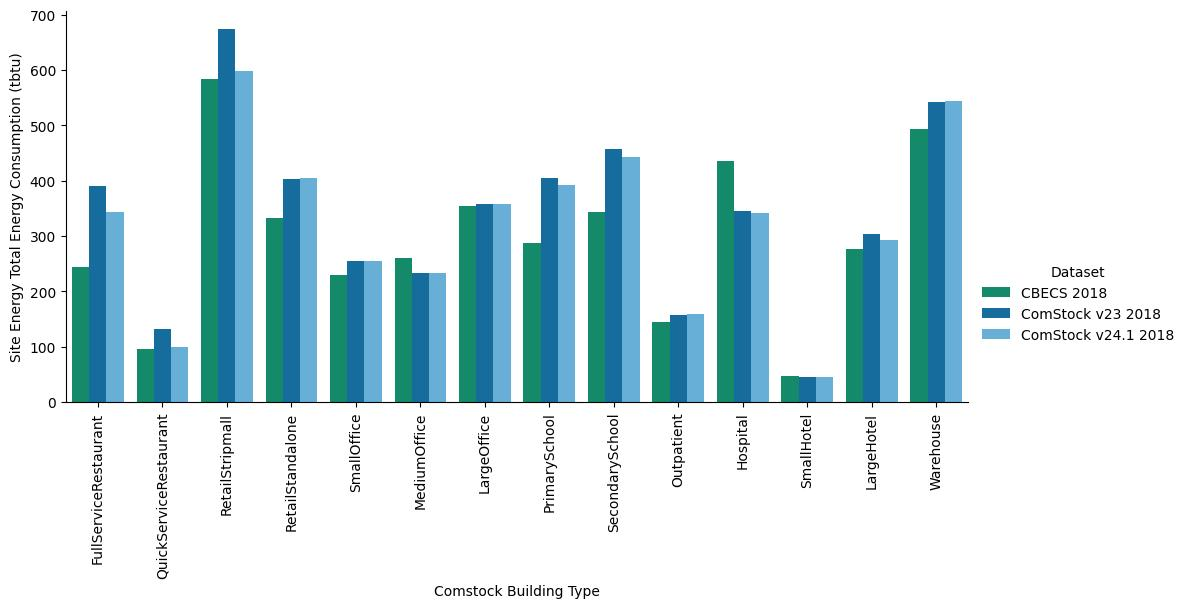 Site Energy Total Energy Consumption (tbtu)
700
600
500
400
300
200
100
0
FullServiceRestaurant
QuickServiceRestaurant
RetailStripmall
RetailStandalone
SmallOffice
MediumOffice
LargeOffice
PrimarySchool
SecondarySchool
Outpatient
Hospital
SmallHotel
LargeHotel
Warehouse
Comstock Building Type
Dataset
CBECS 2018
ComStock v23 2018
ComStock v24.1 2018